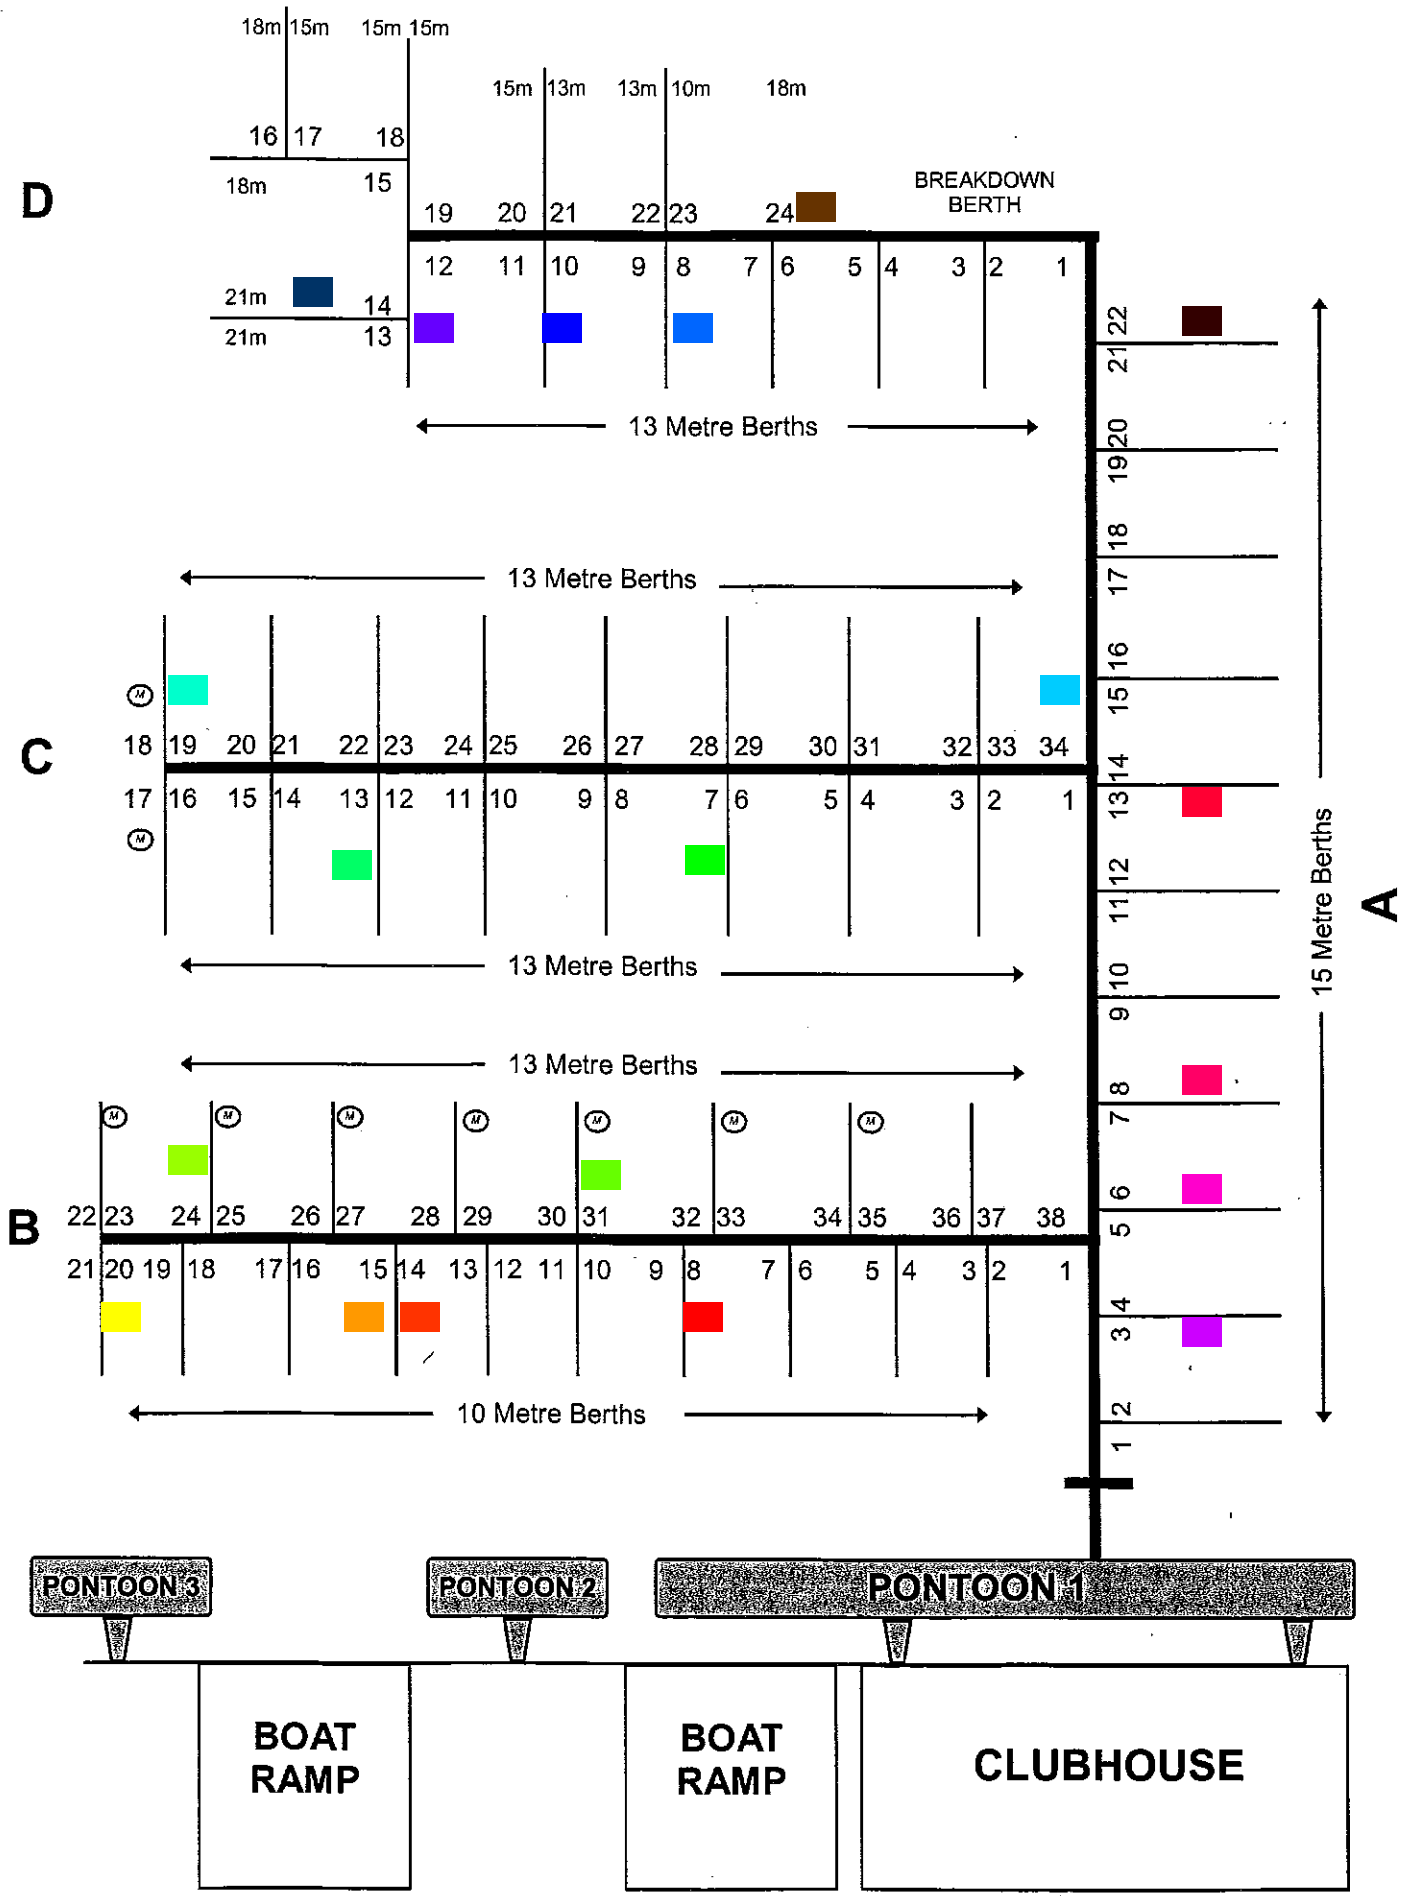 18m 15m 15m 15m
15m 13m 13m 10m 18m
16 17 18
18m 15
BREAKDOWN
BERTH
D
19 20 21 22 23 24
12 11 10 9 8 7 6 5 4 3 2 1
21m 14
21m 13
22
21
13 Metre Berths
20
19
18
17
13 Metre Berths
16
15
M
C
18 19 20 21 22 23 24 25 26 27 28 29 30 31 32 33 34
17 16 15 14 13 12 11 10 9 8 7 6 5 4 3 2 1
M
14
13
12
11
15 Metre Berths
A
10
9
13 Metre Berths
13 Metre Berths
8
7
M M M M M M M
6
5
B
22 23 24 25 26 27 28 29 30 31 32 33 34 35 36 37 38
21 20 19 18 17 16 15 14 13 12 11 10 9 8 7 6 5 4 3 2 1
4
3
10 Metre Berths
2
1
PONTOON 3 PONTOON 2 PONTOON 1
BOAT
RAMP
BOAT
RAMP
CLUBHOUSE